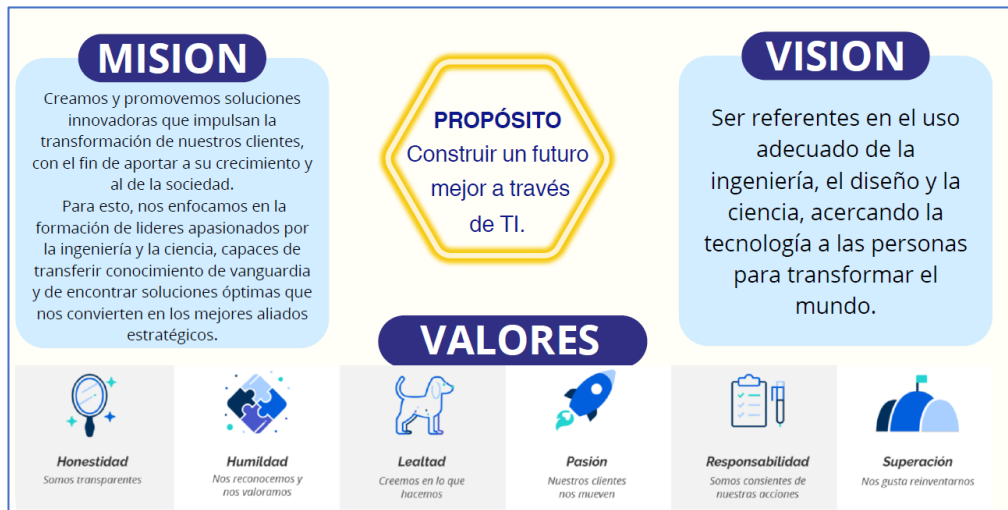 MISION
Creamos y promovemos soluciones
innovadoras que impulsan la
transformación de nuestros clientes,
con el fin de aportar a su crecimiento y
al de la sociedad.
Para esto, nos enfocamos en la
formación de lideres apasionados por
la ingeniería y la ciencia, capaces de
transferir conocimiento de vanguardia
y de encontrar soluciones óptimas que
nos convierten en los mejores aliados
estratégicos.
PROPÓSITO
Construir un futuro
mejor a través
de TI.
VISION
Ser referentes en el uso
adecuado de la
ingeniería, el diseño y la
ciencia, acercando la
tecnología a las personas
para transformar el
mundo.
VALORES
Honestidad
Somos transparentes
Humildad
Nos reconocemos y
nos valoramos
Lealtad
Creemos en lo que
hacemos
Pasión
Nuestros clientes
nos mueven
Responsabilidad
Somos consientes de
nuestras acciones
Superación
Nos gusta reinventarnos